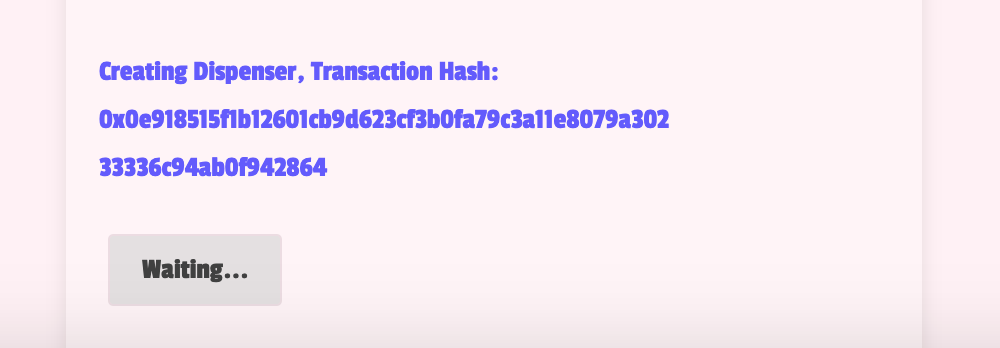 Creating Dispenser, Transaction Hash:
0x0e918515f1b12601cb9d623cf3b0fa79c3a11e8079a302
33336c94ab0f942864
Waiting...